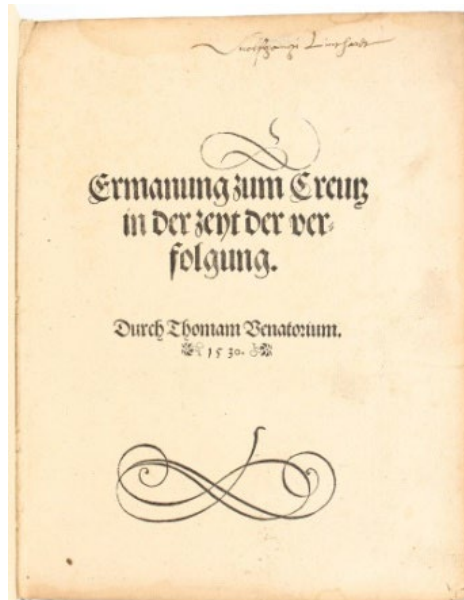 Ermanung zum Creutz
in der zeyt der ver⸗
folgung.
Durch Thomam Venatorium.
1530.